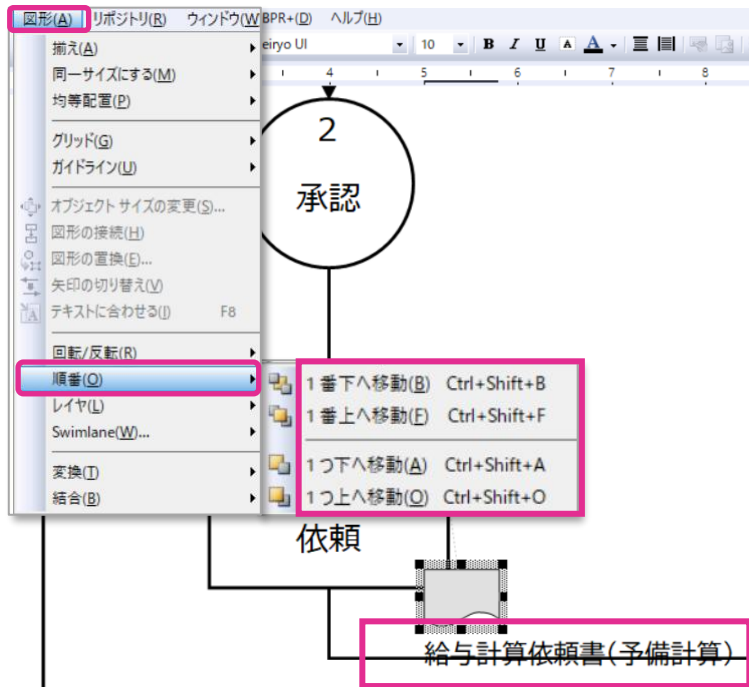 図形(A) リポジトリ(R) ウィンドウ(W BPR+(D) ヘルプ(H)
eiryo UI 10 B I U A A
4 5 6 7 8
揃え(A)
同一サイズにする(M)
均等配置(P)
グリッド(G)
ガイドライン(U)
オブジェクト サイズの変更(S)...
図形の接続(H)
図形の置換(E)...
矢印の切り替え(V)
テキストに合わせる(I) F8
回転/反転(R)
順番(O)
レイヤ(L)
Swimlane(W)...
変換(T)
結合(B)
1番下へ移動(B) Ctrl+Shift+B
1番上へ移動(F) Ctrl+Shift+F
1つ下へ移動(A) Ctrl+Shift+A
1つ上へ移動(O) Ctrl+Shift+O
2
承認
依頼
給与計算依頼書(予備計算)